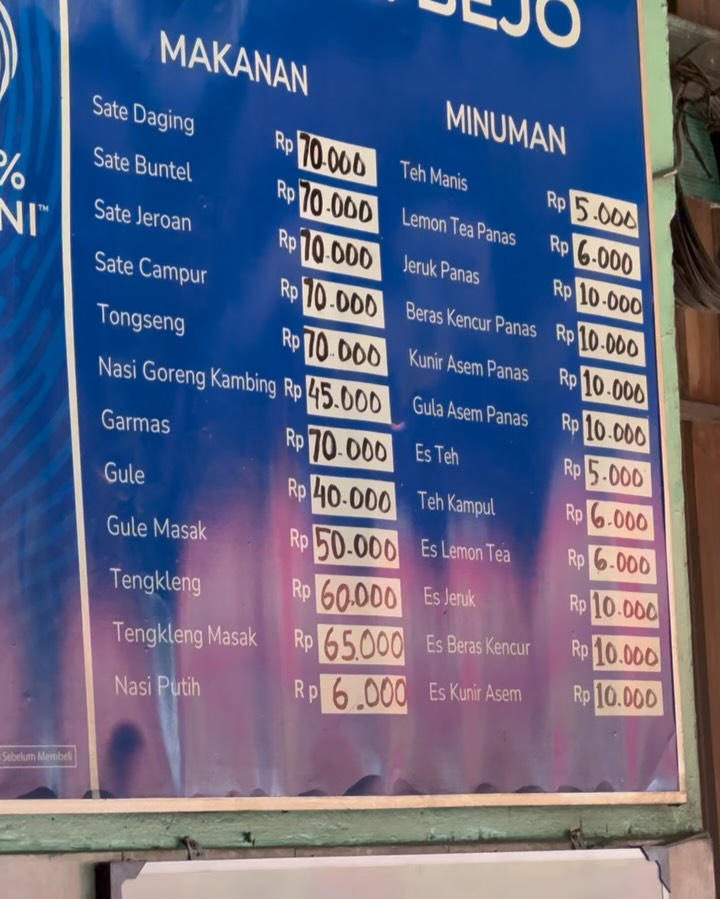 BEJO
%
NI™
MAKANAN
Sate Daging Rp 70.000
Sate Buntel Rp 70.000
Sate Jeroan Rp 70.000
Sate Campur Rp 70.000
Tongseng Rp 70.000
Nasi Goreng Kambing Rp 45.000
Garmas Rp 70.000
Gule Rp 40.000
Gule Masak Rp 50.000
Tengkleng Rp 60.000
Tengkleng Masak Rp 65.000
Nasi Putih Rp 6.000
Sebelum Membeli
MINUMAN
Teh Manis Rp 5.000
Lemon Tea Panas Rp 6.000
Jeruk Panas Rp 10.000
Beras Kencur Panas Rp 10.000
Kunir Asem Panas Rp 10.000
Gula Asem Panas Rp 10.000
Es Teh Rp 5.000
Teh Kampul Rp 6.000
Es Lemon Tea Rp 6.000
Es Jeruk Rp 10.000
Es Beras Kencur Rp 10.000
Es Kunir Asem Rp 10.000